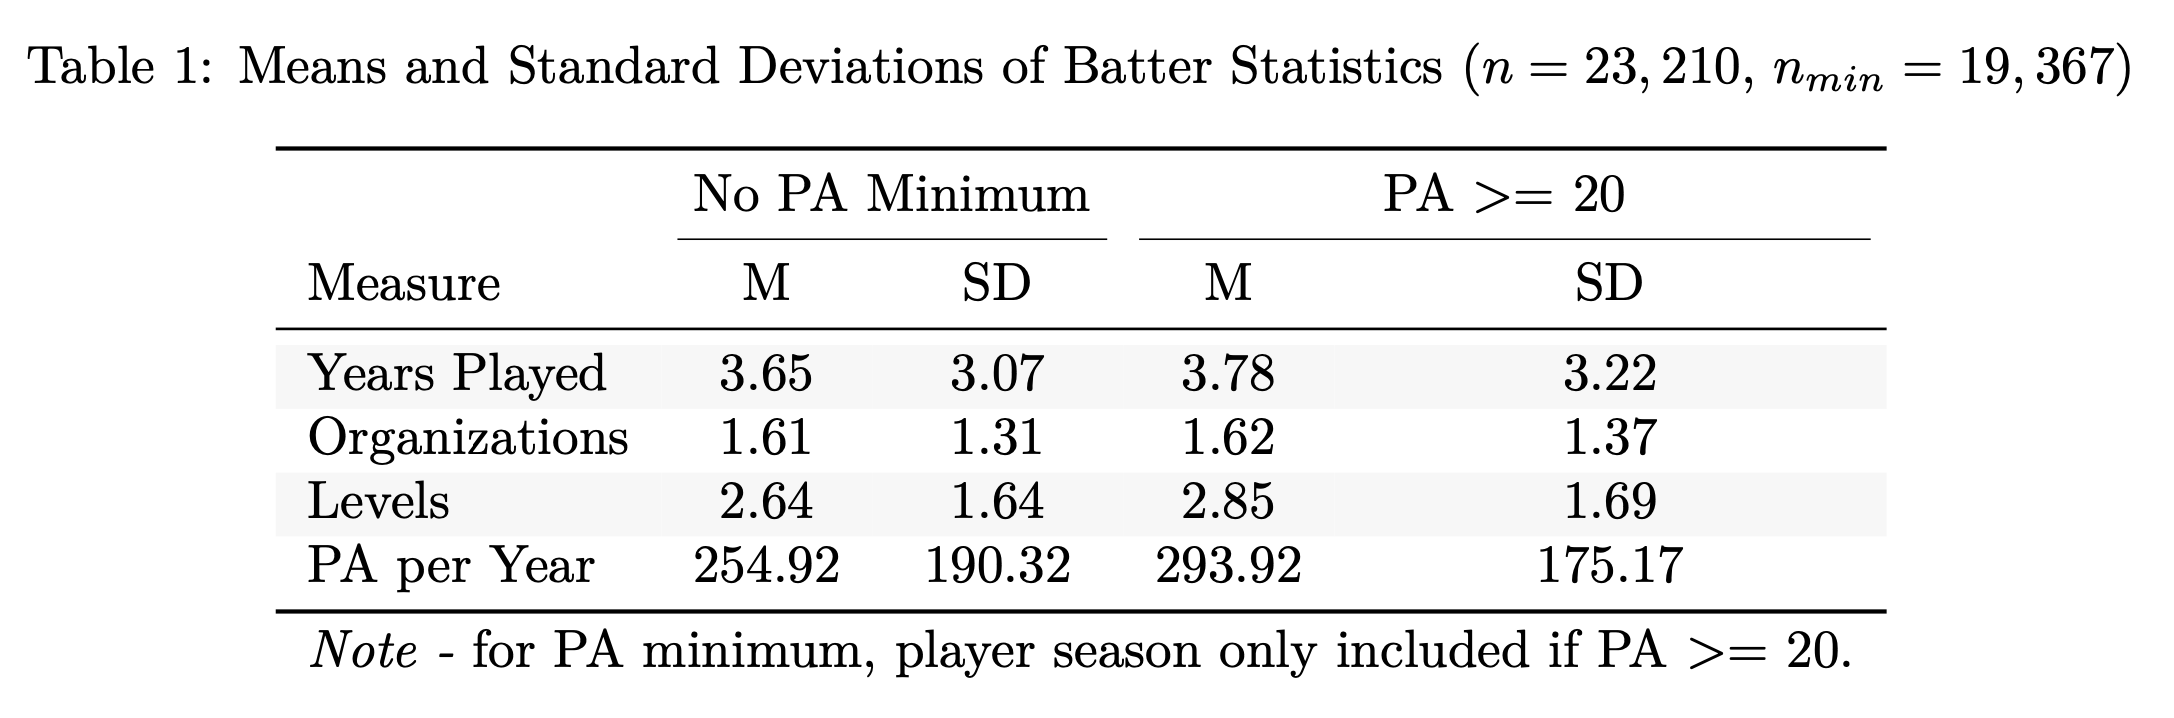 Table 1: Means and Standard Deviations of Batter Statistics (n = 23, 210, nmin = 19, 367)
No PA Minimum PA >= 20
Measure M SD M SD
Years Played 3.65 3.07 3.78 3.22
Organizations 1.61 1.31 1.62 1.37
Levels 2.64 1.64 2.85 1.69
PA per Year 254.92 190.32 293.92 175.17
Note - for PA minimum, player season only included if PA >= 20.